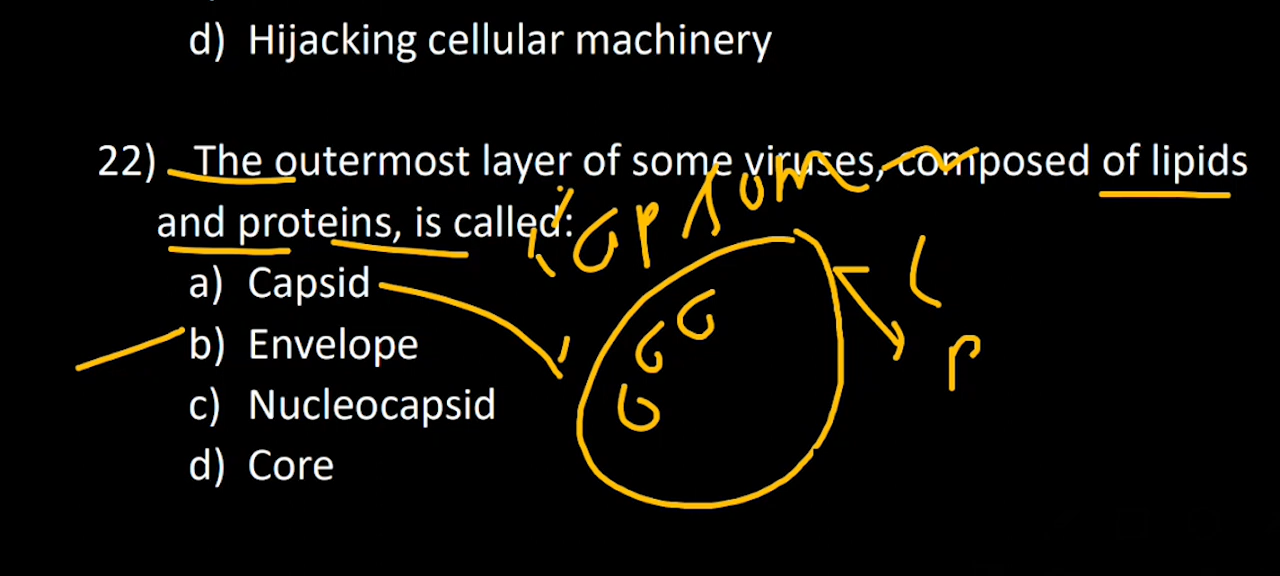 d) Hijacking cellular machinery
22) The outermost layer of some viruses, composed of lipids
and proteins, is called:
a) Capsid
b) Envelope
c) Nucleocapsid
d) Core
L
P